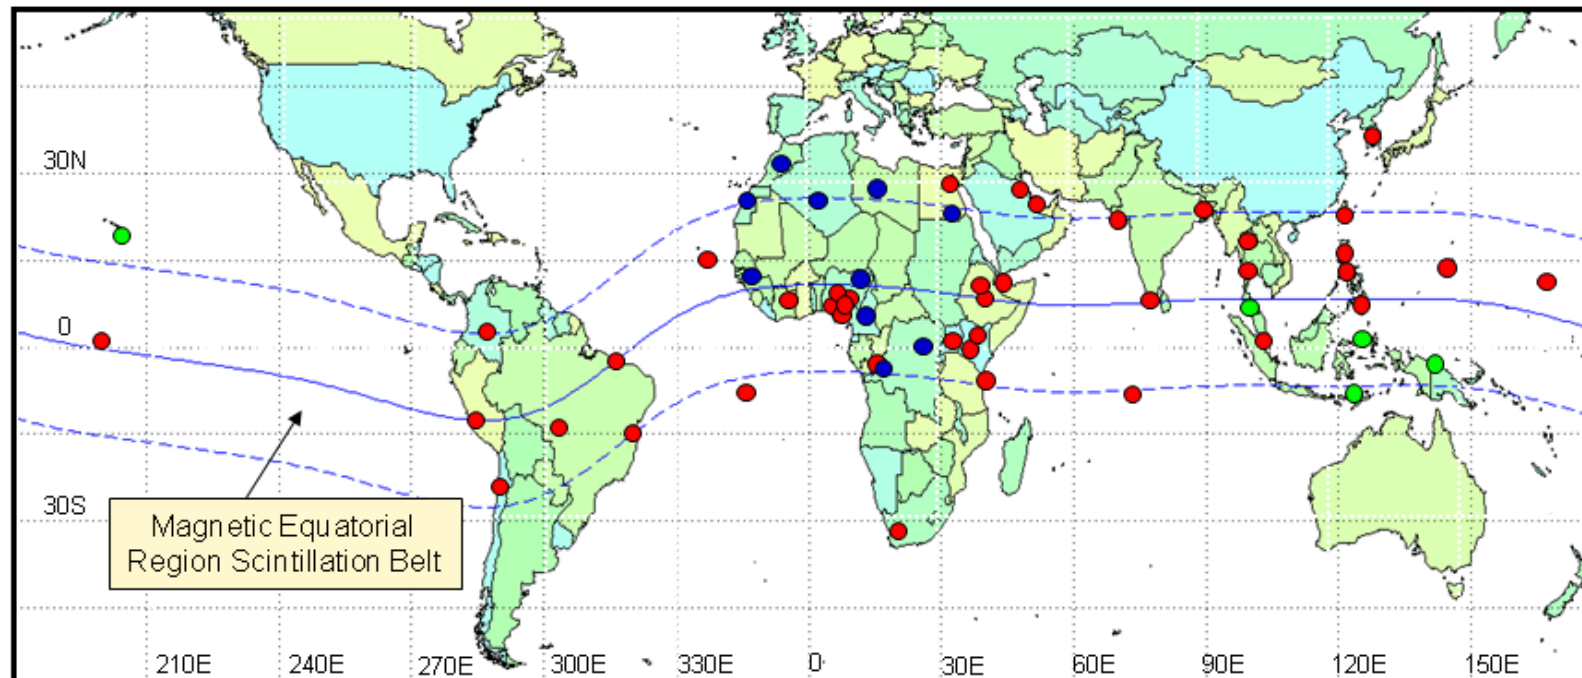 30N
0
30S
Magnetic Equatorial
Region Scintillation Belt
210E 240E 270E 300E 330E 0 30E 60E 90E 120E 150E